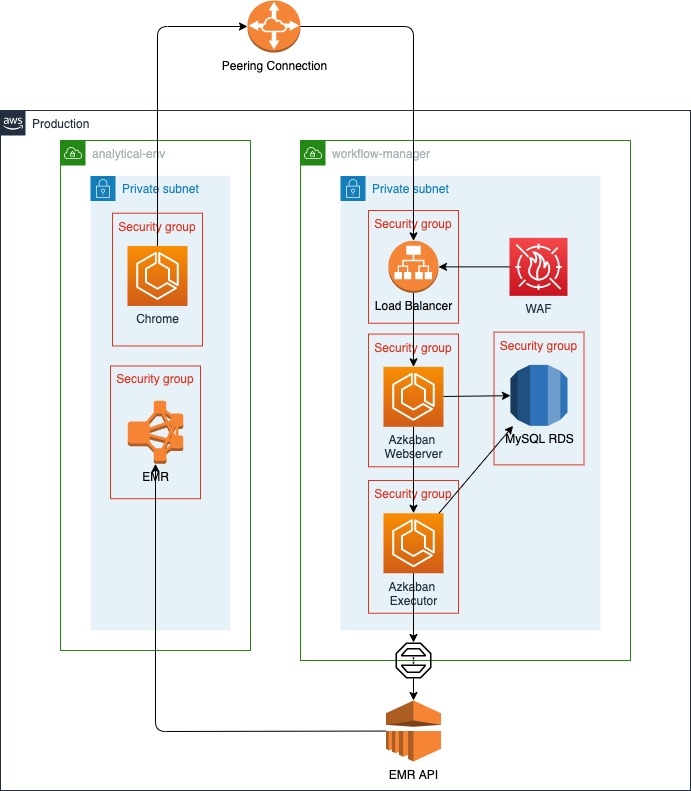 Peering Connection
aws
Production
analytical-env
workflow-manager
Private subnet
Private subnet
Security group
Chrome
Security group
EMR
Security group
Load Balancer
WAF
Security group
Azkaban
Webserver
Security group
MySQL RDS
Security group
Azkaban
Executor
EMR API